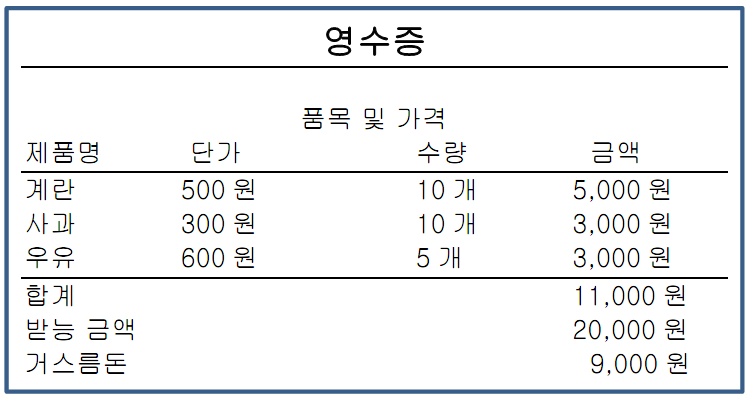 영수증
품목 및 가격
제품명 단가 수량 금액
계란 500 원 10 개 5,000 원
사과 300 원 10 개 3,000 원
우유 600 원 5 개 3,000 원
합계 11,000 원
받능 금액 20,000 원
거스름돈 9,000 원